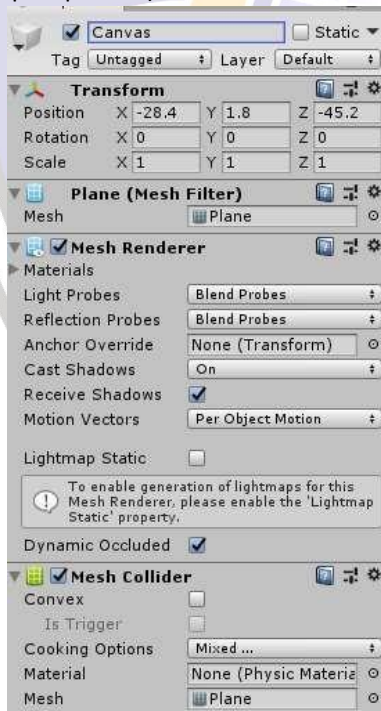 Canvas Static
Tag Untagged Layer Default
Transform
Position X -28.4 Y 1.8 Z -45.2
Rotation X 0 Y 0 Z 0
Scale X 1 Y 1 Z 1
Plane (Mesh Filter)
Mesh Plane
Mesh Renderer
Materials
Light Probes Blend Probes
Reflection Probes Blend Probes
Anchor Override None (Transform)
Cast Shadows On
Receive Shadows
Motion Vectors Per Object Motion
Lightmap Static
To enable generation of lightmaps for this
Mesh Renderer, please enable the 'Lightmap
Static' property.
Dynamic Occluded
Mesh Collider
Convex
Is Trigger
Cooking Options Mixed ...
Material None (Physic Materia
Mesh Plane